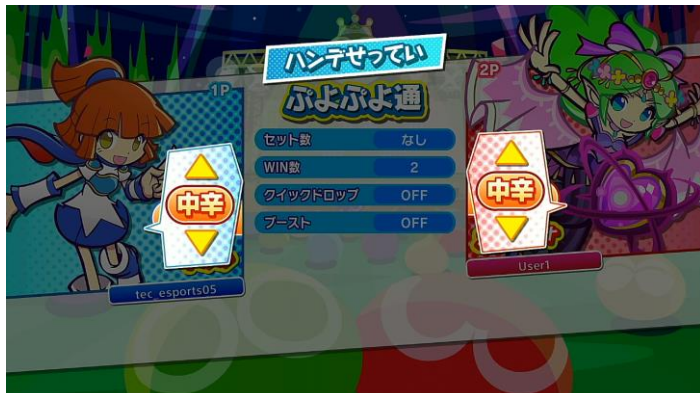 ハンデせってい
1P
2P
ぷよぷよ通
セット数 なし
WIN数 2
クイックドロップ OFF
ブースト OFF
中辛
中辛
tec_esports05
User1